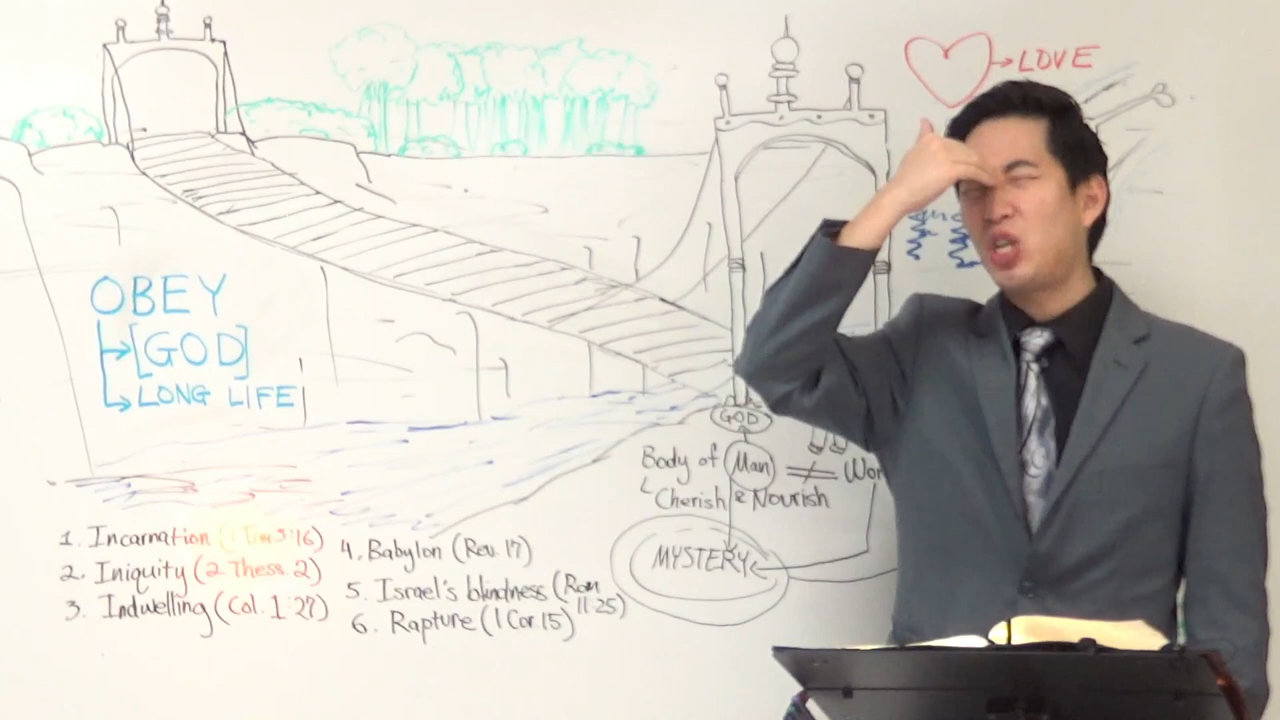 LOVE
OBEY
[GOD]
LONG LIFE
GOD
Body of Man ≠
Cherish & Nourish
MYSTERY
1. Incarnation (1 Tim 3:16)
2. Iniquity (2 Thess. 2)
3. Indwelling (Col. 1:27)
4. Babylon (Rev. 17)
5. Israel's blindness (Rom
11:25)
6. Rapture (1 Cor 15)